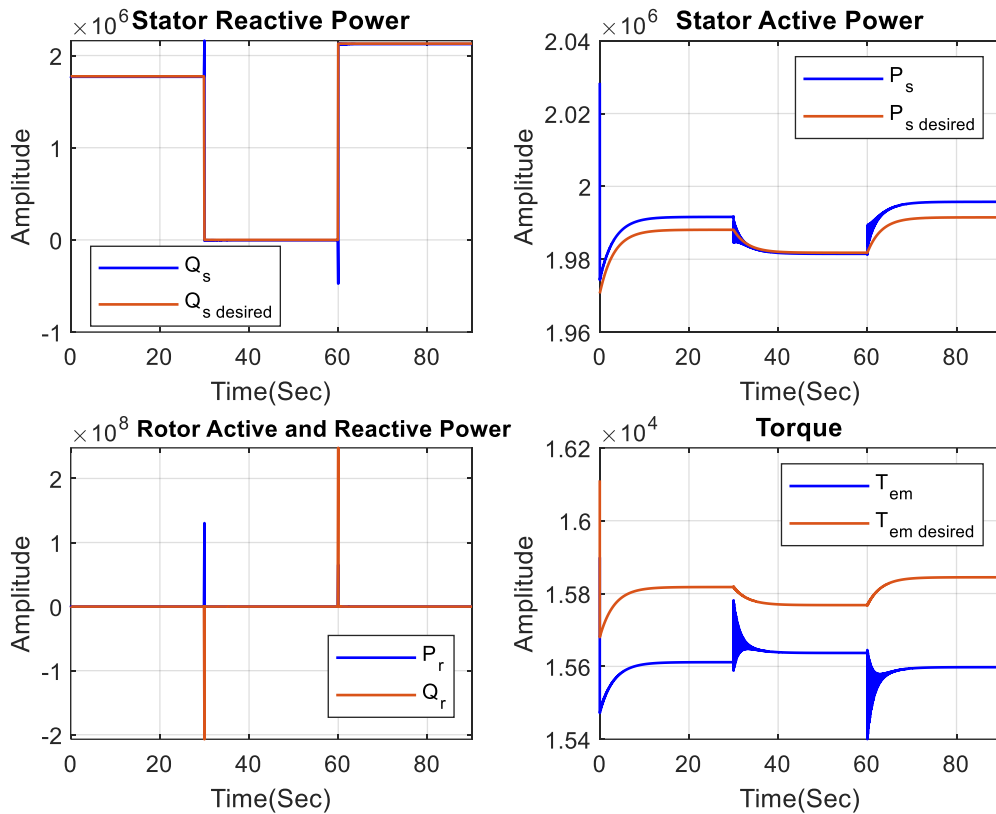 ×10^6 Stator Reactive Power
2
1
0
-1
0 20 40 60 80
Amplitude
Time(Sec)
Q_s
Q_s desired
×10^6 Stator Active Power
2.04
2.02
2
1.98
1.96
0 20 40 60 80
Amplitude
Time(Sec)
P_s
P_s desired
×10^8 Rotor Active and Reactive Power
2
1
0
-1
-2
0 20 40 60 80
Amplitude
Time(Sec)
P_r
Q_r
×10^4 Torque
1.62
1.6
1.58
1.56
1.54
0 20 40 60 80
Amplitude
Time(Sec)
T_em
T_em desired